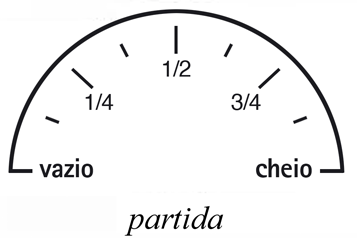 1/2
1/4 3/4
vazio cheio
partida